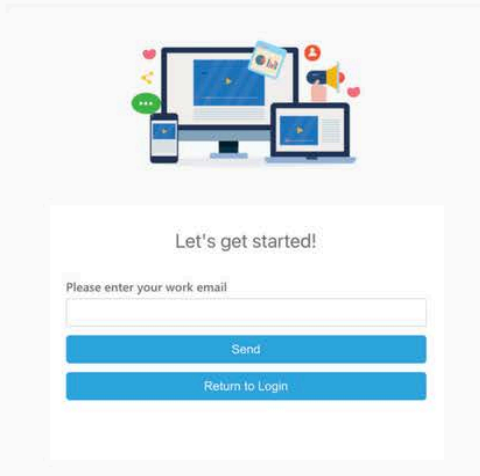 Let's get started!
Please enter your work email
Send
Return to Login